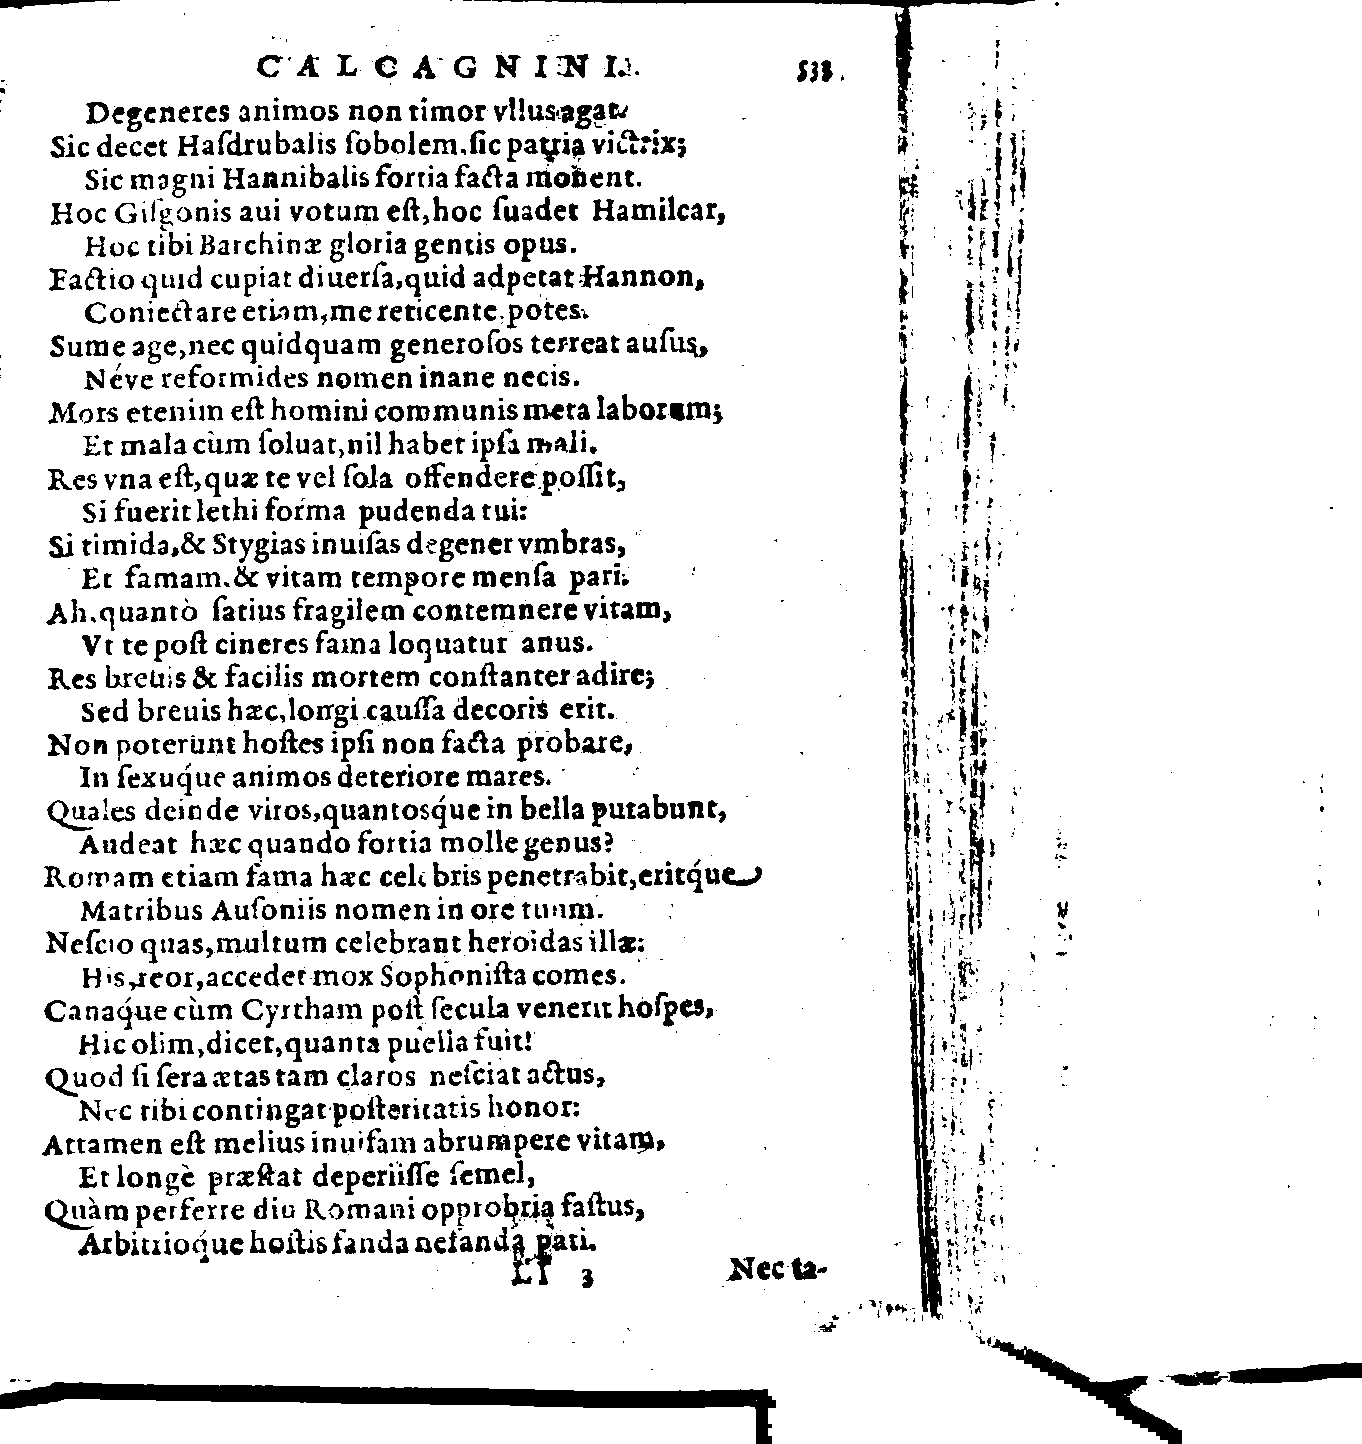 CALCAGNINI. 533.
Degeneres animos non timor vllus agat.
Sic decet Haſdrubalis ſobolem, ſic patria victrix;
Sic magni Hannibalis fortia facta monent.
Hoc Giſgonis aui votum eſt, hoc ſuadet Hamilcar,
Hoc tibi Barchinæ gloria gentis opus.
Factio quid cupiat diuerſa, quid adpetat Hannon,
Coniectare etiam, me reticente, potes.
Sume age, nec quidquam generoſos terreat auſus,
Néve reformides nomen inane necis.
Mors etenim eſt homini communis meta laborum;
Et mala cùm ſoluat, nil habet ipſa mali.
Res vna eſt, quæ te vel ſola offendere poſſit,
Si fuerit lethi forma pudenda tui:
Si timida, & Stygias inuiſas degener vmbras,
Et famam, & vitam tempore menſa pari.
Ah, quantò ſatius fragilem contemnere vitam,
Vt te poſt cineres fama loquatur anus.
Res breuis & facilis mortem conſtanter adire;
Sed breuis hæc, longi cauſſa decoris erit.
Non poterunt hoſtes ipſi non facta probare,
In ſexuq́ue animos deteriore mares.
Quales deinde viros, quantosq́ue in bella putabunt,
Audeat hæc quando fortia molle genus?
Romam etiam fama hæc celebris penetrabit, eritq́ue
Matribus Auſoniis nomen in ore tuum.
Neſcio quas, multum celebrant heroidas illæ:
His, reor, accedet mox Sophoniſta comes.
Canaq́ue cùm Cyrtham poſt ſecula venerit hoſpes,
Hic olim, dicet, quanta puella fuit!
Quod ſi ſera ætas tam claros neſciat actus,
Nec tibi contingat poſteritatis honor:
Attamen eſt melius inuiſam abrumpere vitam,
Et longè præſtat deperiiſſe ſemel,
Quàm perferre diu Romani opprobria faſtus,
Arbitrioq́ue hoſtis fanda nefanda pati.
Ll 3 Nec ta-